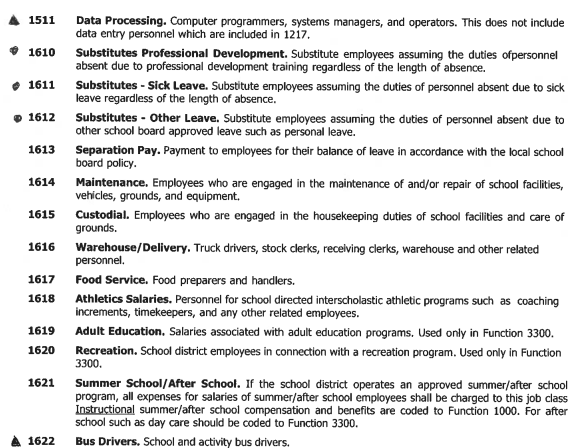 1511 Data Processing. Computer programmers, systems managers, and operators. This does not include
data entry personnel which are included in 1217.
1610 Substitutes Professional Development. Substitute employees assuming the duties ofpersonnel
absent due to professional development training regardless of the length of absence.
1611 Substitutes - Sick Leave. Substitute employees assuming the duties of personnel absent due to sick
leave regardless of the length of absence.
1612 Substitutes - Other Leave. Substitute employees assuming the duties of personnel absent due to
other school board approved leave such as personal leave.
1613 Separation Pay. Payment to employees for their balance of leave in accordance with the local school
board policy.
1614 Maintenance. Employees who are engaged in the maintenance of and/or repair of school facilities,
vehicles, grounds, and equipment.
1615 Custodial. Employees who are engaged in the housekeeping duties of school facilities and care of
grounds.
1616 Warehouse/Delivery. Truck drivers, stock clerks, receiving clerks, warehouse and other related
personnel.
1617 Food Service. Food preparers and handlers.
1618 Athletics Salaries. Personnel for school directed interscholastic athletic programs such as coaching
increments, timekeepers, and any other related employees.
1619 Adult Education. Salaries associated with adult education programs. Used only in Function 3300.
1620 Recreation. School district employees in connection with a recreation program. Used only in Function
3300.
1621 Summer School/After School. If the school district operates an approved summer/after school
program, all expenses for salaries of summer/after school employees shall be charged to this job class
Instructional summer/after school compensation and benefits are coded to Function 1000. For after
school such as day care should be coded to Function 3300.
1622 Bus Drivers. School and activity bus drivers.